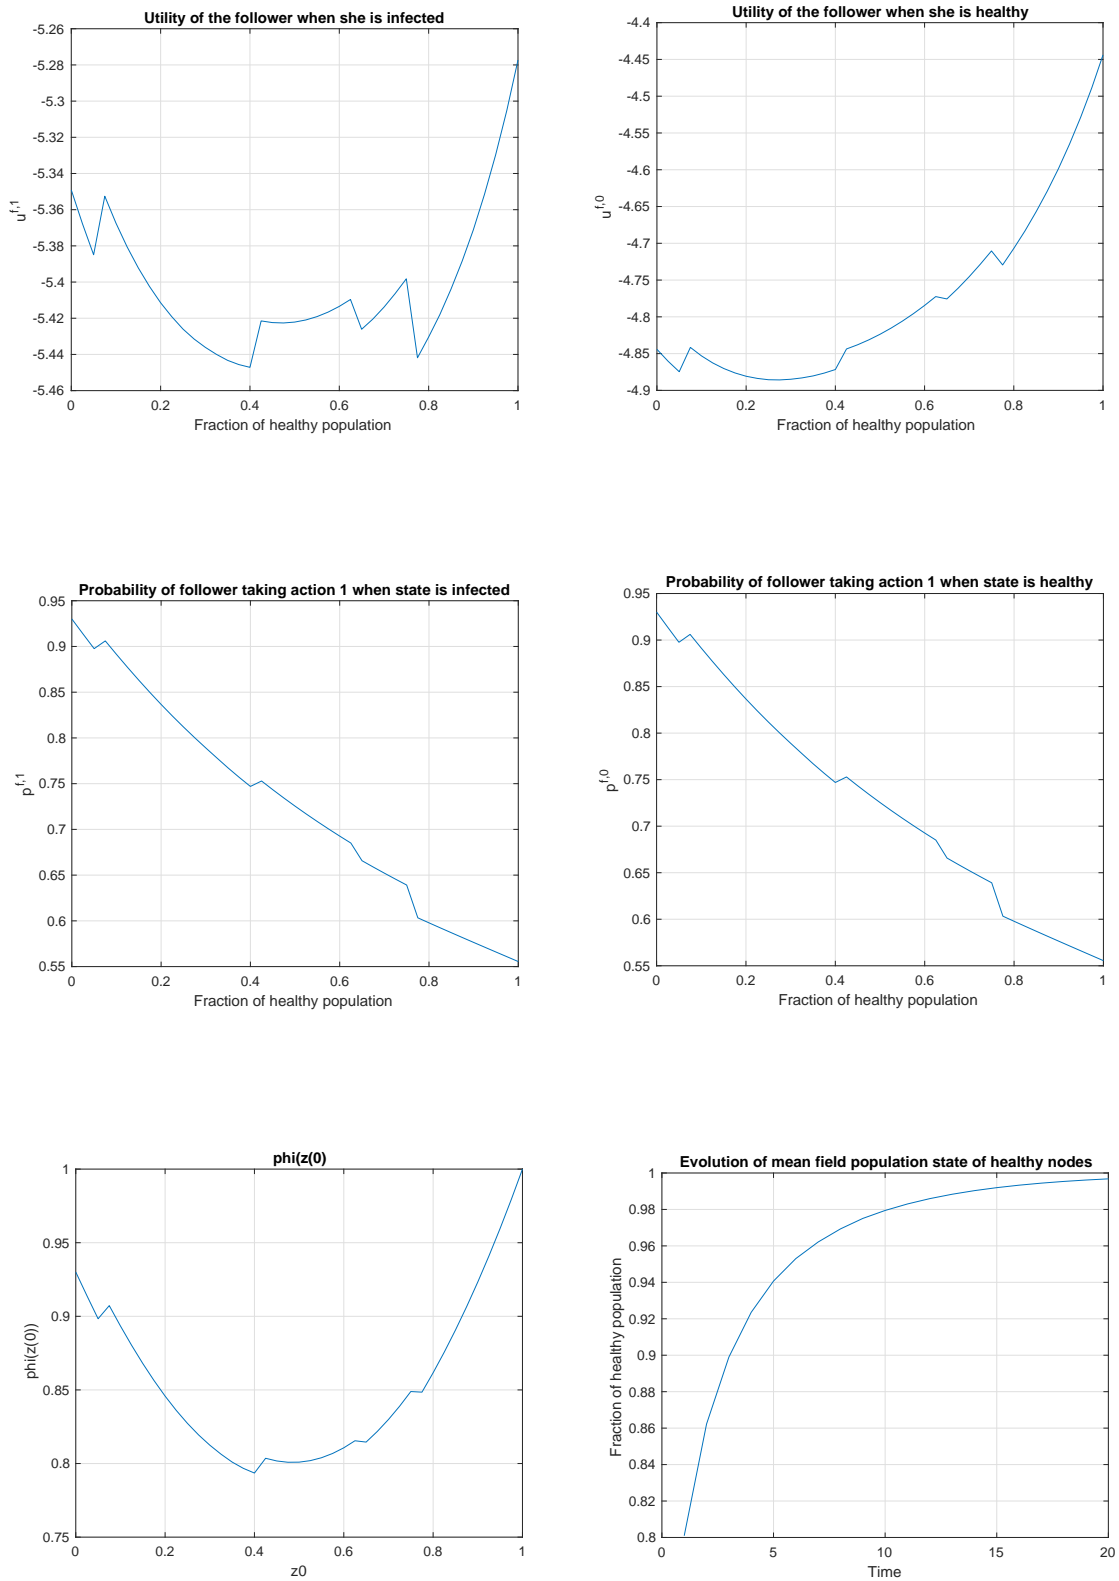 Utility of the follower when she is infected
-5.26
-5.28
-5.3
-5.32
-5.34
-5.36
-5.38
-5.4
-5.42
-5.44
-5.46
u^{f,1}
0 0.2 0.4 0.6 0.8 1
Fraction of healthy population
Utility of the follower when she is healthy
-4.4
-4.45
-4.5
-4.55
-4.6
-4.65
-4.7
-4.75
-4.8
-4.85
-4.9
u^{f,0}
0 0.2 0.4 0.6 0.8 1
Fraction of healthy population
Probability of follower taking action 1 when state is infected
0.95
0.9
0.85
0.8
0.75
0.7
0.65
0.6
0.55
p^{f,1}
0 0.2 0.4 0.6 0.8 1
Fraction of healthy population
Probability of follower taking action 1 when state is healthy
0.95
0.9
0.85
0.8
0.75
0.7
0.65
0.6
0.55
p^{f,0}
0 0.2 0.4 0.6 0.8 1
Fraction of healthy population
phi(z(0)
1
0.95
0.9
0.85
0.8
0.75
phi(z(0))
0 0.2 0.4 0.6 0.8 1
z0
Evolution of mean field population state of healthy nodes
1
0.98
0.96
0.94
0.92
0.9
0.88
0.86
0.84
0.82
0.8
Fraction of healthy population
0 5 10 15 20
Time